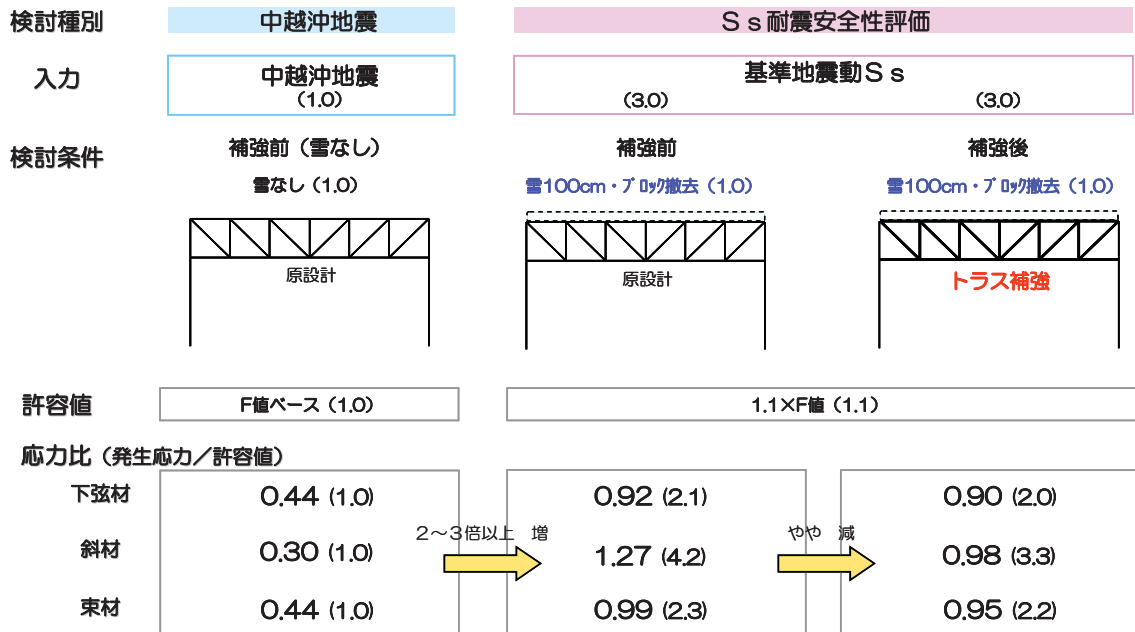 検討種別 中越沖地震 Ｓｓ耐震安全性評価
入力 中越沖地震 基準地震動Ｓｓ
(1.0) (3.0) (3.0)
検討条件 補強前（雪なし） 補強前 補強後
雪なし（1.0） 雪100cm・ブロック撤去（1.0） 雪100cm・ブロック撤去（1.0）
原設計 原設計 トラス補強
許容値 F値ベース（1.0） 1.1×F値（1.1）
応力比（発生応力／許容値）
下弦材 0.44 (1.0) 0.92 (2.1) 0.90 (2.0)
２～３倍以上 増 やや 減
斜材 0.30 (1.0) 1.27 (4.2) 0.98 (3.3)
束材 0.44 (1.0) 0.99 (2.3) 0.95 (2.2)